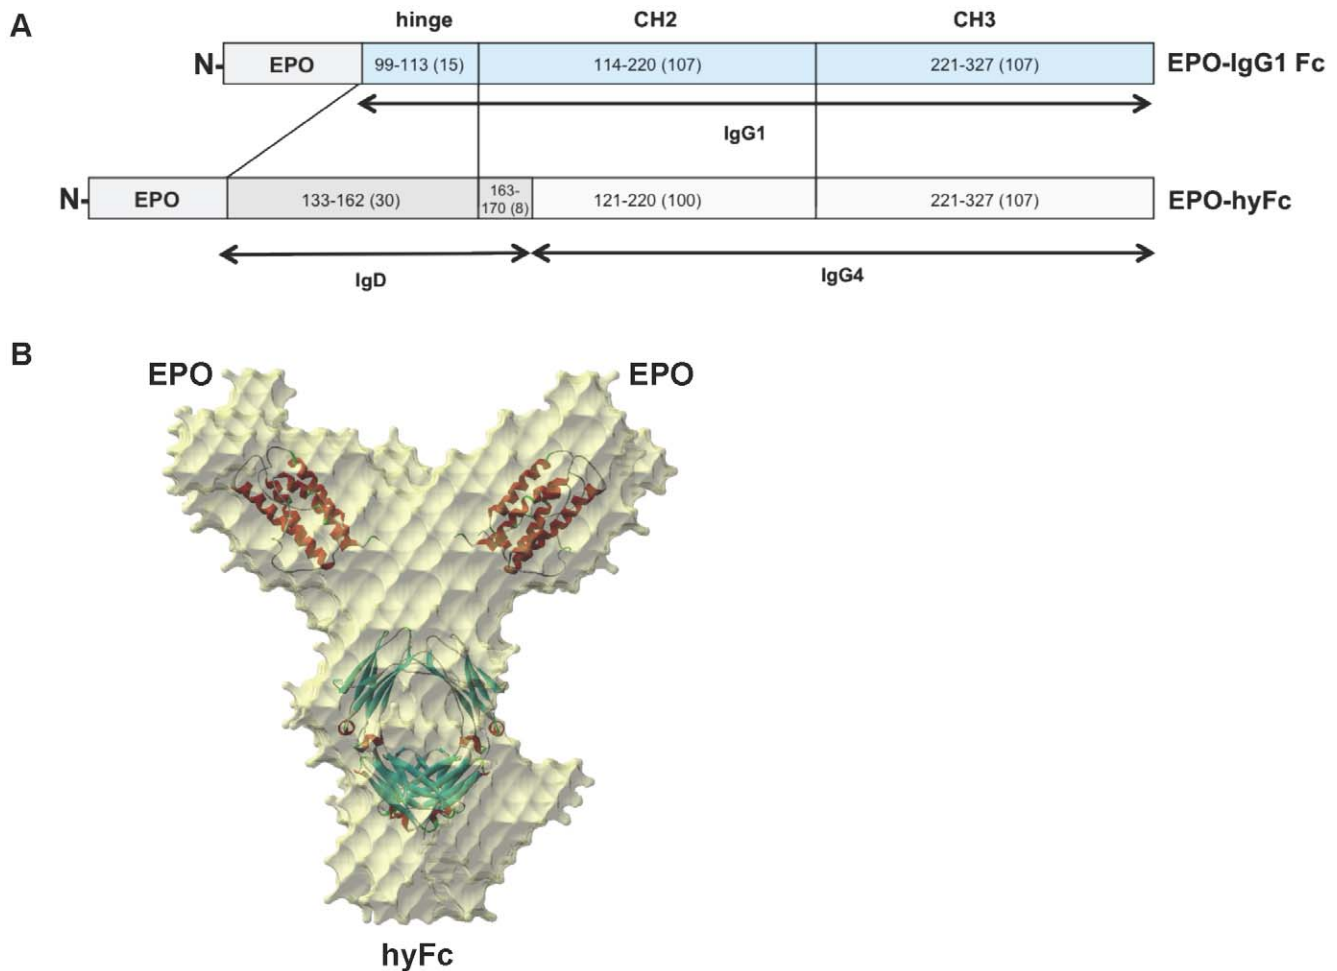 A
hinge CH2 CH3
N- EPO 99-113 (15) 114-220 (107) 221-327 (107) EPO-IgG1 Fc
IgG1
N- EPO 133-162 (30) 163-
170 (8) 121-220 (100) 221-327 (107) EPO-hyFc
IgD IgG4
B
EPO EPO
hyFc